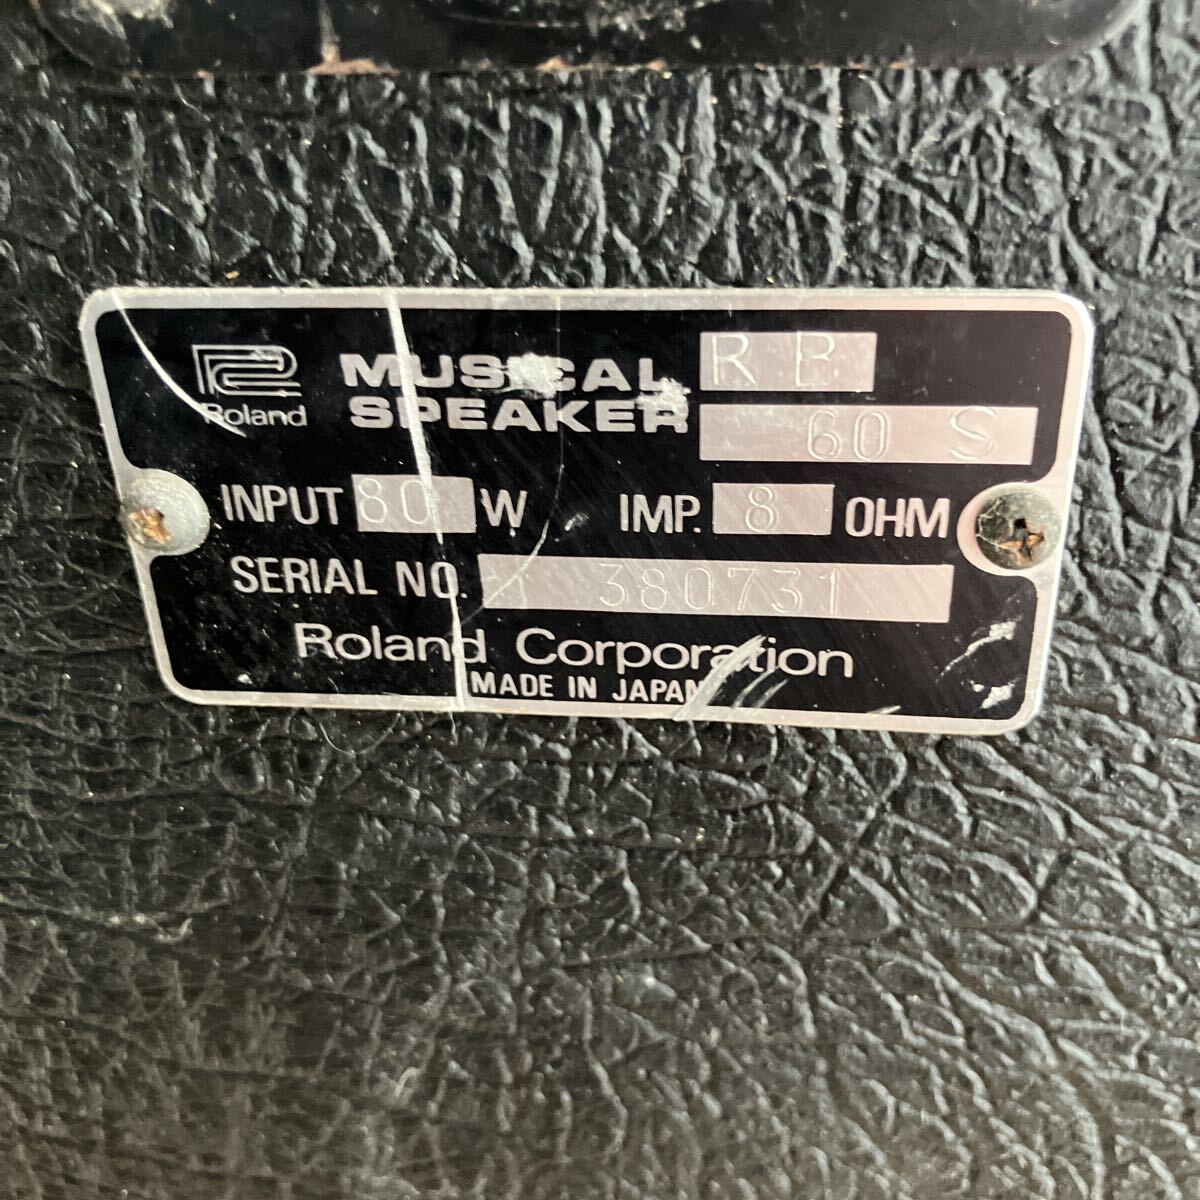 Roland
MUSICAL RB
SPEAKER 60 S
INPUT 80 W IMP. 8 OHM
SERIAL NO. 380731
Roland Corporation
MADE IN JAPAN